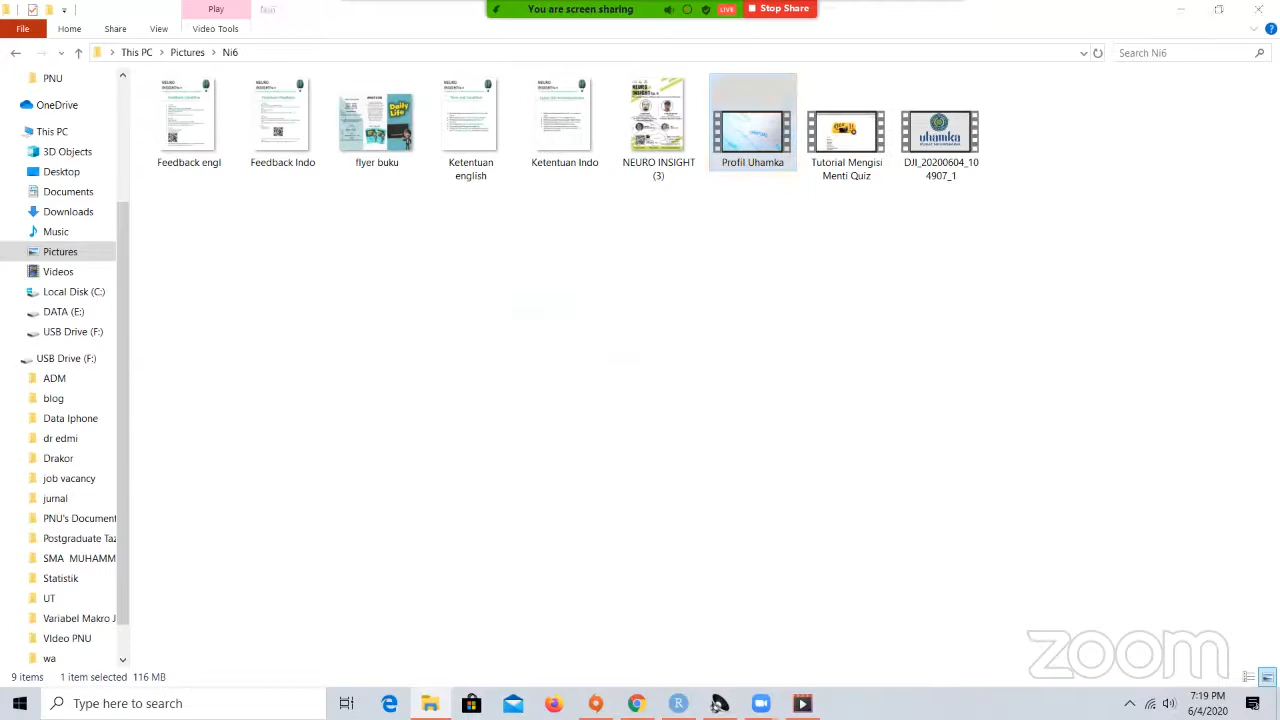 Play
You are screen sharing
LIVE
Stop Share
File
Home
Share
View
Video Tools
This PC
Pictures
Ni6
Search Ni6
PNU
OneDrive
This PC
3D Objects
Desktop
Documents
Downloads
Music
Pictures
Videos
Local Disk (C:)
DATA (E:)
USB Drive (F:)
USB Drive (F:)
ADM
blog
Data Iphone
dr edmi
Drakor
job vacancy
jurnal
PNU's Document
Postgraduate Taz
SMA MUHAMM
Statistik
UT
Variabel Makro J
VIdeo PNU
wa
Feedback engl
Feedback Indo
flyer buku
Ketentuan
english
Ketentuan Indo
NEURO INSIGHT
(3)
Profil Uhamka
Tutorial Mengisi
Menti Quiz
DJI_20200604_10
4907_1
Daily
Life
uhamka
9 items
1 item selected 116 MB
zoom
Type here to search
7:19 PM
6/4/2020